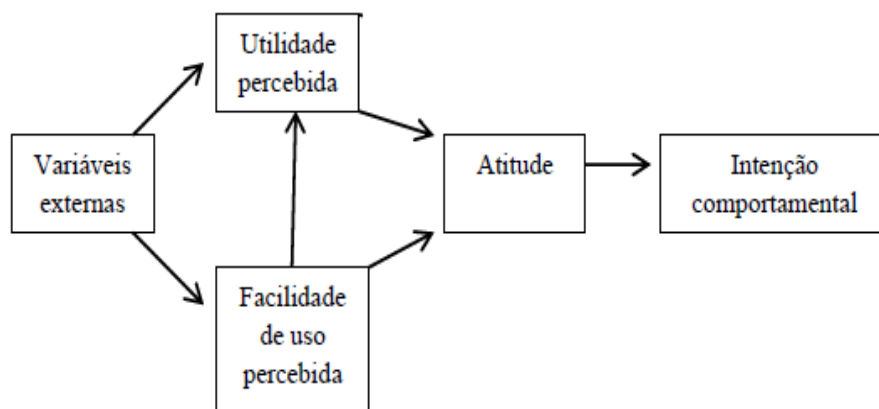 Utilidade
percebida
Variáveis
externas
Atitude
Intenção
comportamental
Facilidade
de uso
percebida